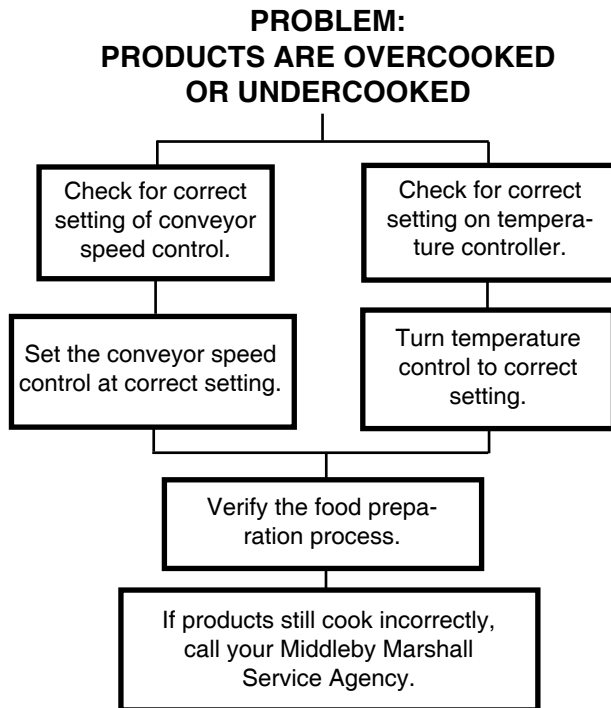 PROBLEM:
PRODUCTS ARE OVERCOOKED
OR UNDERCOOKED
Check for correct
setting of conveyor
speed control.
Check for correct
setting on tempera-
ture controller.
Set the conveyor speed
control at correct setting.
Turn temperature
control to correct
setting.
Verify the food prepa-
ration process.
If products still cook incorrectly,
call your Middleby Marshall
Service Agency.